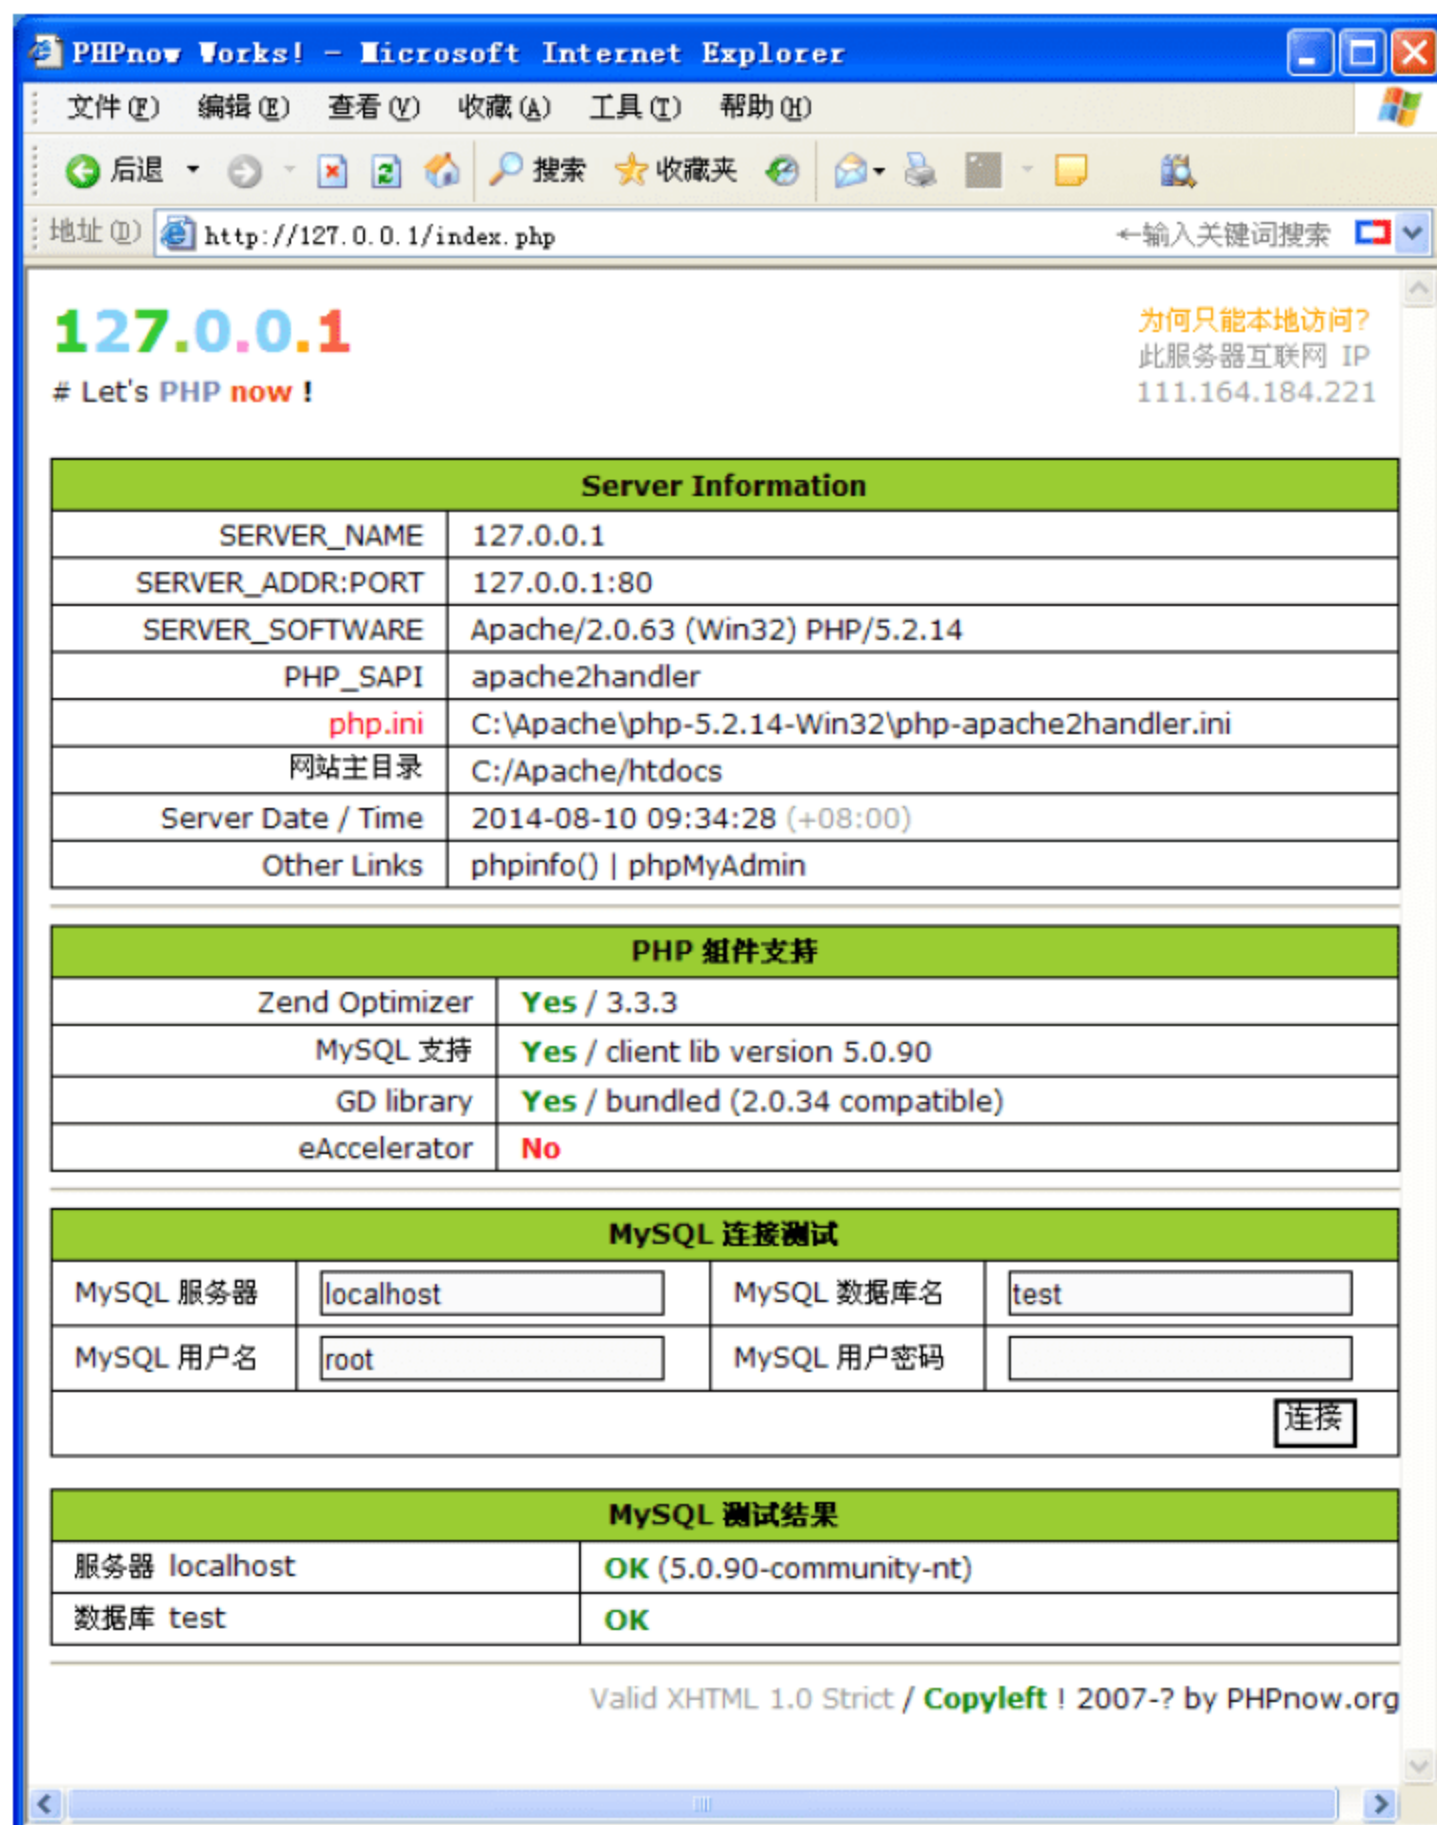 PHPnow Works! - Microsoft Internet Explorer
文件(F) 编辑(E) 查看(V) 收藏(A) 工具(T) 帮助(H)
后退 搜索 收藏夹
地址(D) http://127.0.0.1/index.php ←输入关键词搜索
127.0.0.1
# Let's PHP now !
为何只能本地访问?
此服务器互联网 IP
111.164.184.221
Server Information
SERVER_NAME 127.0.0.1
SERVER_ADDR:PORT 127.0.0.1:80
SERVER_SOFTWARE Apache/2.0.63 (Win32) PHP/5.2.14
PHP_SAPI apache2handler
php.ini C:\Apache\php-5.2.14-Win32\php-apache2handler.ini
网站主目录 C:/Apache/htdocs
Server Date / Time 2014-08-10 09:34:28 (+08:00)
Other Links phpinfo() | phpMyAdmin
PHP 组件支持
Zend Optimizer Yes / 3.3.3
MySQL 支持 Yes / client lib version 5.0.90
GD library Yes / bundled (2.0.34 compatible)
eAccelerator No
MySQL 连接测试
MySQL 服务器 localhost MySQL 数据库名 test
MySQL 用户名 root MySQL 用户密码
连接
MySQL 测试结果
服务器 localhost OK (5.0.90-community-nt)
数据库 test OK
Valid XHTML 1.0 Strict / Copyleft ! 2007-? by PHPnow.org